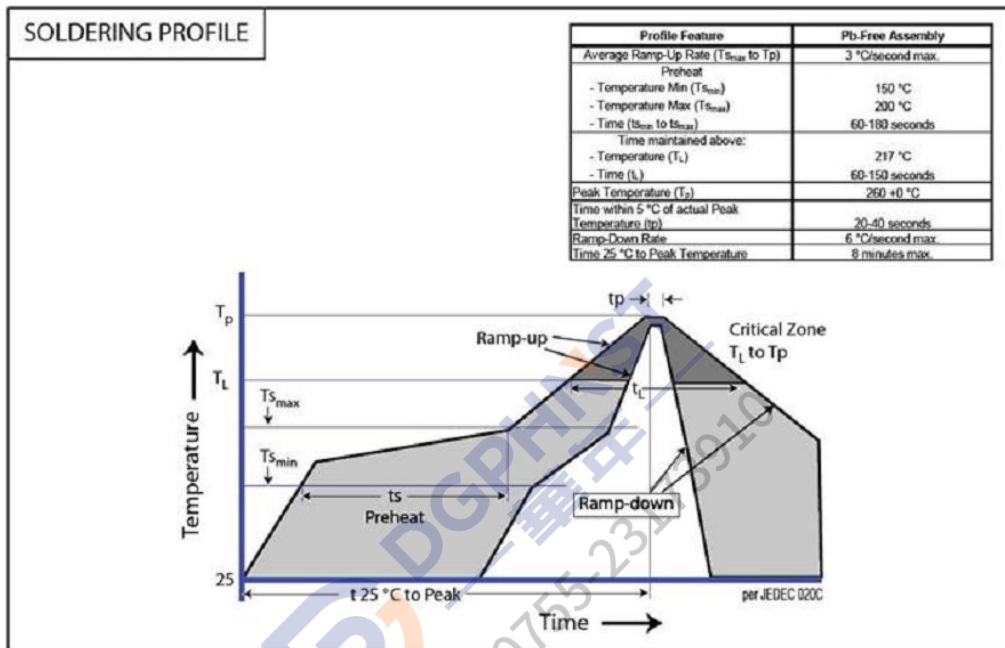 SOLDERING PROFILE
Profile Feature Pb-Free Assembly
Average Ramp-Up Rate (Tsmax to Tp) 3 °C/second max.
Preheat
- Temperature Min (Tsmin) 150 °C
- Temperature Max (Tsmax) 200 °C
- Time (tsmin to tsmax) 60-180 seconds
Time maintained above:
- Temperature (TL) 217 °C
- Time (tL) 60-150 seconds
Peak Temperature (Tp) 260 +0 °C
Time within 5 °C of actual Peak
Temperature (tp) 20-40 seconds
Ramp-Down Rate 6 °C/second max.
Time 25 °C to Peak Temperature 8 minutes max.
tp
Tp
Ramp-up
Critical Zone
TL to Tp
TL
tL
Tsmax
Tsmin
ts
Preheat
Ramp-down
Temperature
25
t 25 °C to Peak
per JEDEC 020C
Time
DGPHNST
一華年一
0755-23173910